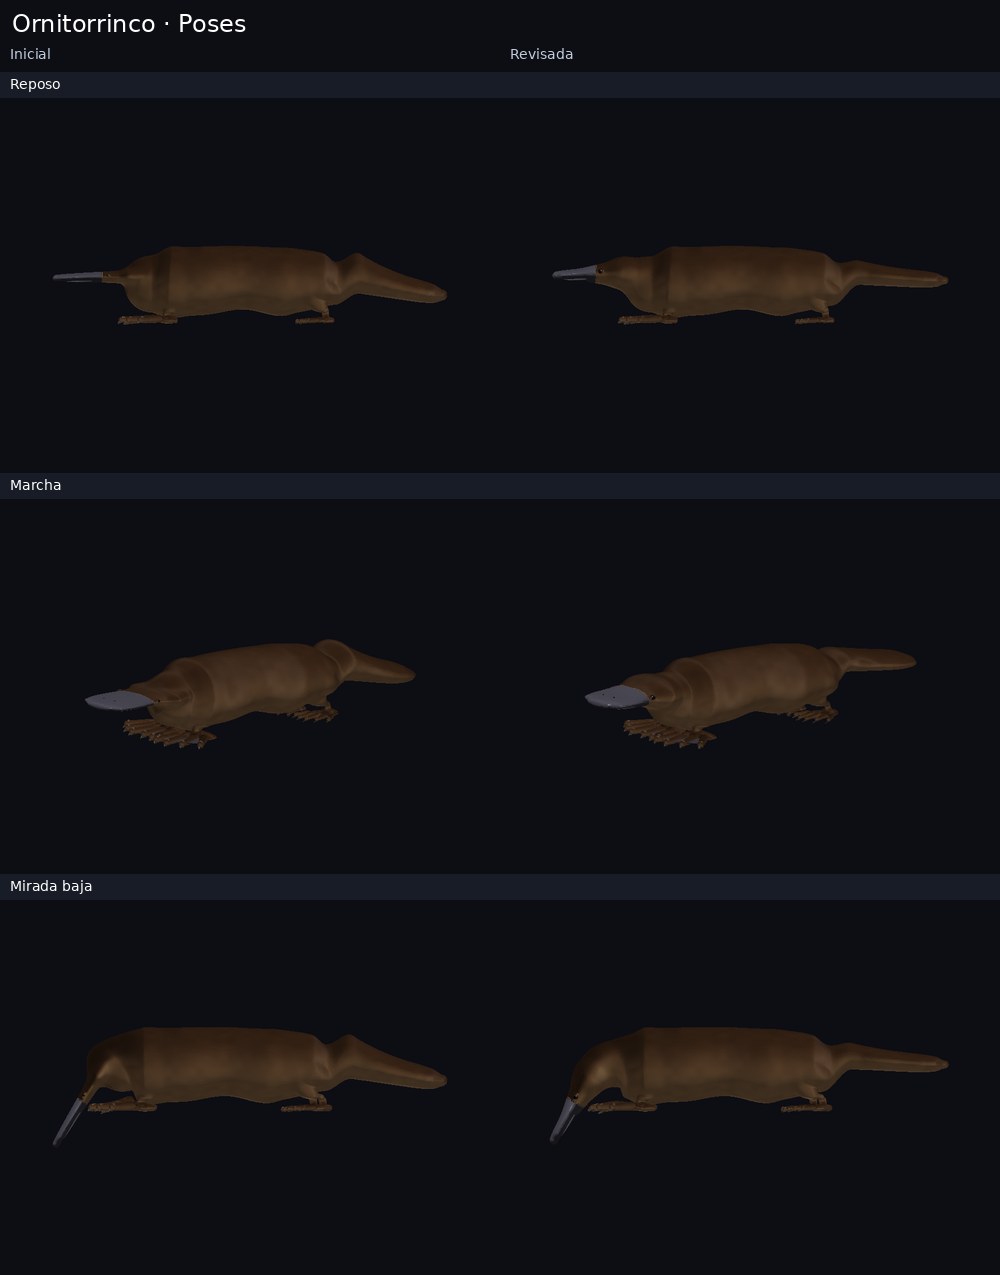 Ornitorrinco · Poses
Inicial
Revisada
Reposo
Marcha
Mirada baja